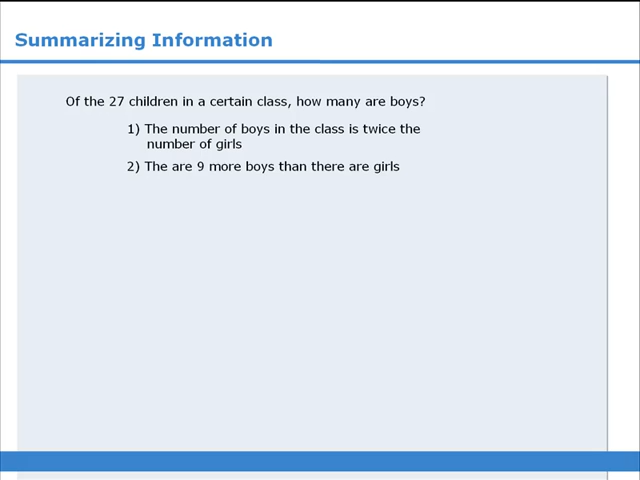 Summarizing Information
Of the 27 children in a certain class, how many are boys?
1) The number of boys in the class is twice the
number of girls
2) The are 9 more boys than there are girls